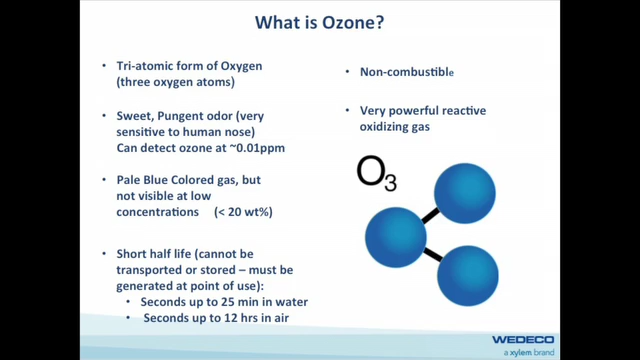 What is Ozone?
• Tri-atomic form of Oxygen
(three oxygen atoms)
• Sweet, Pungent odor (very
sensitive to human nose)
Can detect ozone at ~0.01ppm
• Pale Blue Colored gas, but
not visible at low
concentrations (< 20 wt%)
• Short half life (cannot be
transported or stored – must be
generated at point of use):
• Seconds up to 25 min in water
• Seconds up to 12 hrs in air
• Non-combustible
• Very powerful reactive
oxidizing gas
O3
WEDECO
a xylem brand